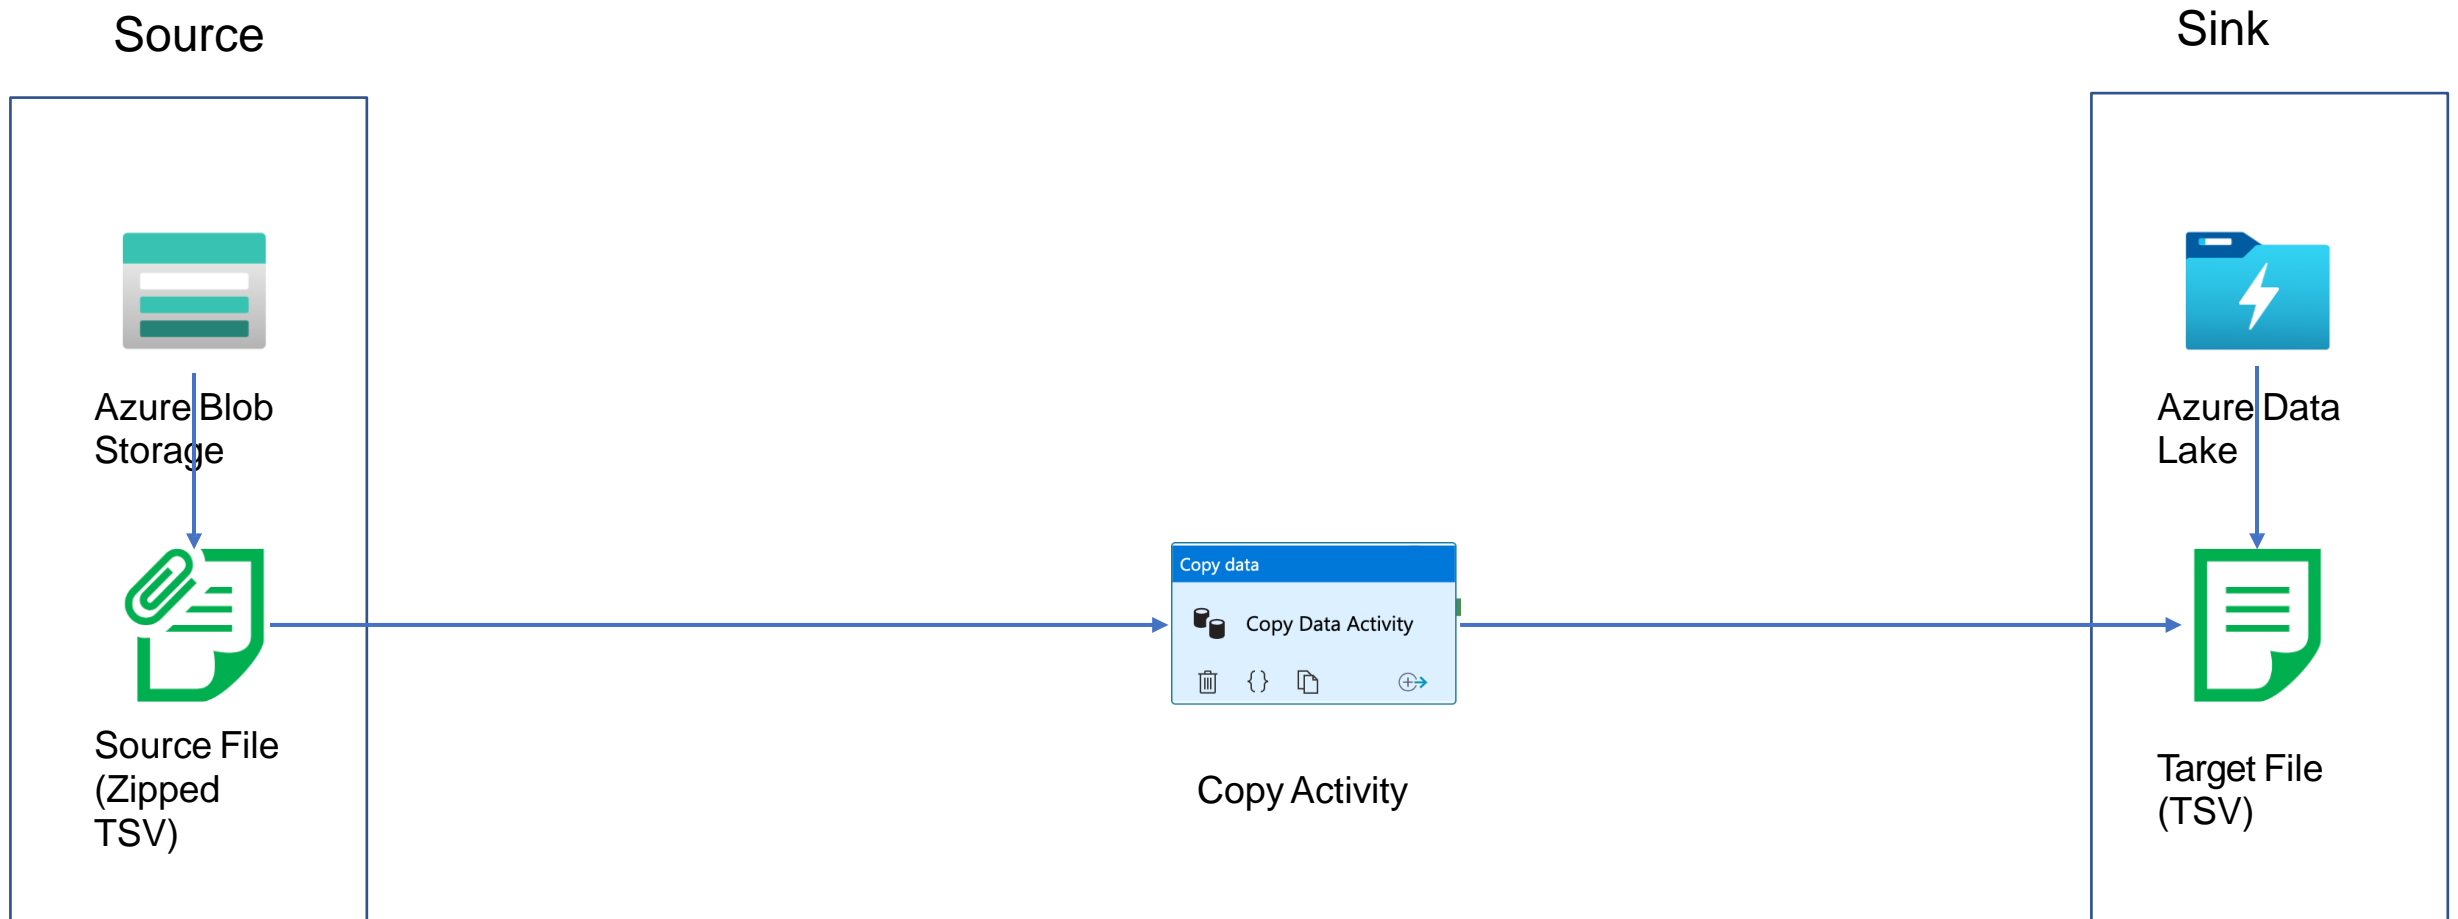 Source
Sink
Azure Blob
Storage
Azure Data
Lake
Copy data
Copy Data Activity
{}
Source File
(Zipped
TSV)
Copy Activity
Target File
(TSV)